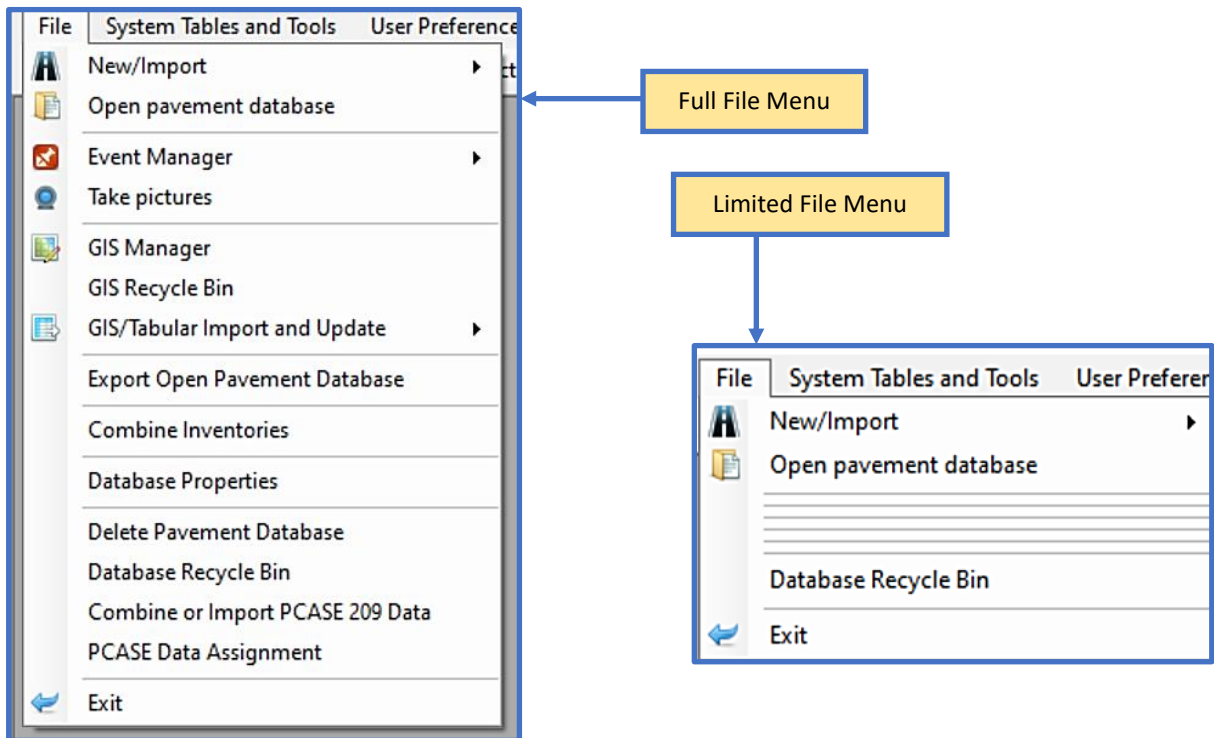 File System Tables and Tools User Preference
New/Import
Open pavement database
Event Manager
Take pictures
GIS Manager
GIS Recycle Bin
GIS/Tabular Import and Update
Export Open Pavement Database
Combine Inventories
Database Properties
Delete Pavement Database
Database Recycle Bin
Combine or Import PCASE 209 Data
PCASE Data Assignment
Exit
Full File Menu
Limited File Menu
File System Tables and Tools User Preferer
New/Import
Open pavement database
Database Recycle Bin
Exit